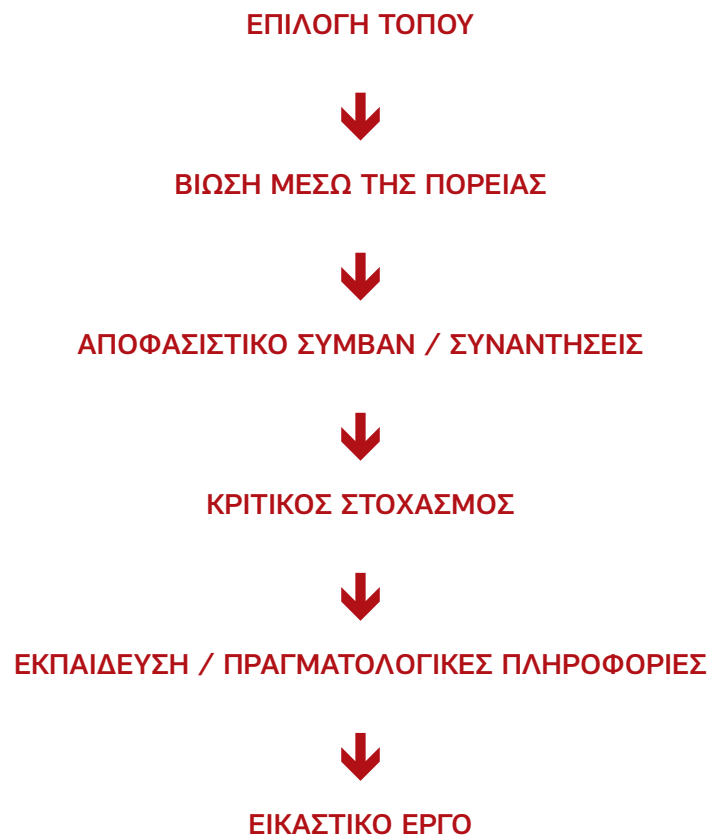 ΕΠΙΛΟΓΗ ΤΟΠΟΥ
ΒΙΩΣΗ ΜΕΣΩ ΤΗΣ ΠΟΡΕΙΑΣ
ΑΠΟΦΑΣΙΣΤΙΚΟ ΣΥΜΒΑΝ / ΣΥΝΑΝΤΗΣΕΙΣ
ΚΡΙΤΙΚΟΣ ΣΤΟΧΑΣΜΟΣ
ΕΚΠΑΙΔΕΥΣΗ / ΠΡΑΓΜΑΤΟΛΟΓΙΚΕΣ ΠΛΗΡΟΦΟΡΙΕΣ
ΕΙΚΑΣΤΙΚΟ ΕΡΓΟ